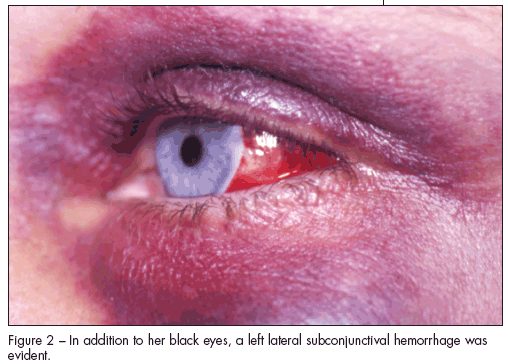 Figure 2 – In addition to her black eyes, a left lateral subconjunctival hemorrhage was
evident.